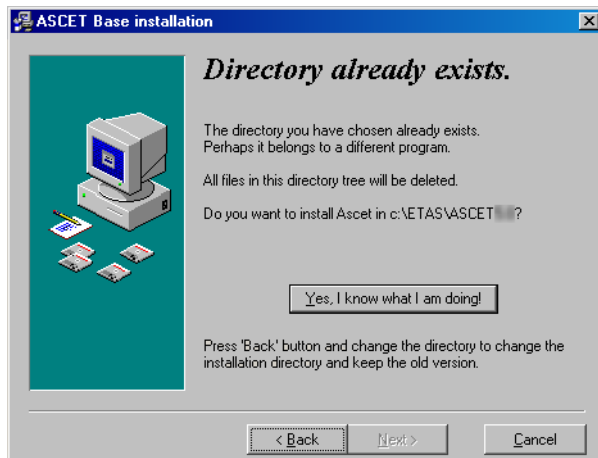 ASCET Base installation
Directory already exists.
The directory you have chosen already exists.
Perhaps it belongs to a different program.
All files in this directory tree will be deleted.
Do you want to install Ascet in c:\ETAS\ASCET ?
Yes, I know what I am doing!
Press 'Back' button and change the directory to change the
installation directory and keep the old version.
< Back Next > Cancel